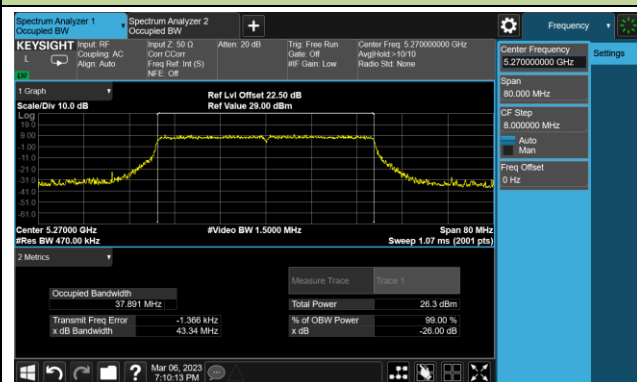 Spectrum Analyzer 1
Occupied BW
Spectrum Analyzer 2
Occupied BW
+
Frequency
KEYSIGHT
L
Input: RF
Coupling: AC
Align: Auto
Input Z: 50 Ω
Corr CCorr
Freq Ref: Int (S)
NFE: Off
Atten: 20 dB
Trig: Free Run
Gate: Off
#IF Gain: Low
Center Freq: 5.270000000 GHz
Avg|Hold:>10/10
Radio Std: None
Center Frequency
5.270000000 GHz
Settings
Span
80.000 MHz
CF Step
8.000000 MHz
Auto
Man
Freq Offset
0 Hz
1 Graph
Scale/Div 10.0 dB
Ref Lvl Offset 22.50 dB
Ref Value 29.00 dBm
Log
19.0
9.00
-1.00
-11.0
-21.0
-31.0
-41.0
-51.0
-61.0
Center 5.27000 GHz
#Res BW 470.00 kHz
#Video BW 1.5000 MHz
Span 80 MHz
Sweep 1.07 ms (2001 pts)
2 Metrics
Measure Trace
Trace 1
Occupied Bandwidth
37.891 MHz
Total Power
26.3 dBm
Transmit Freq Error
-1.366 kHz
% of OBW Power
99.00 %
x dB Bandwidth
43.34 MHz
x dB
-26.00 dB
?
Mar 06, 2023
7:10:13 PM